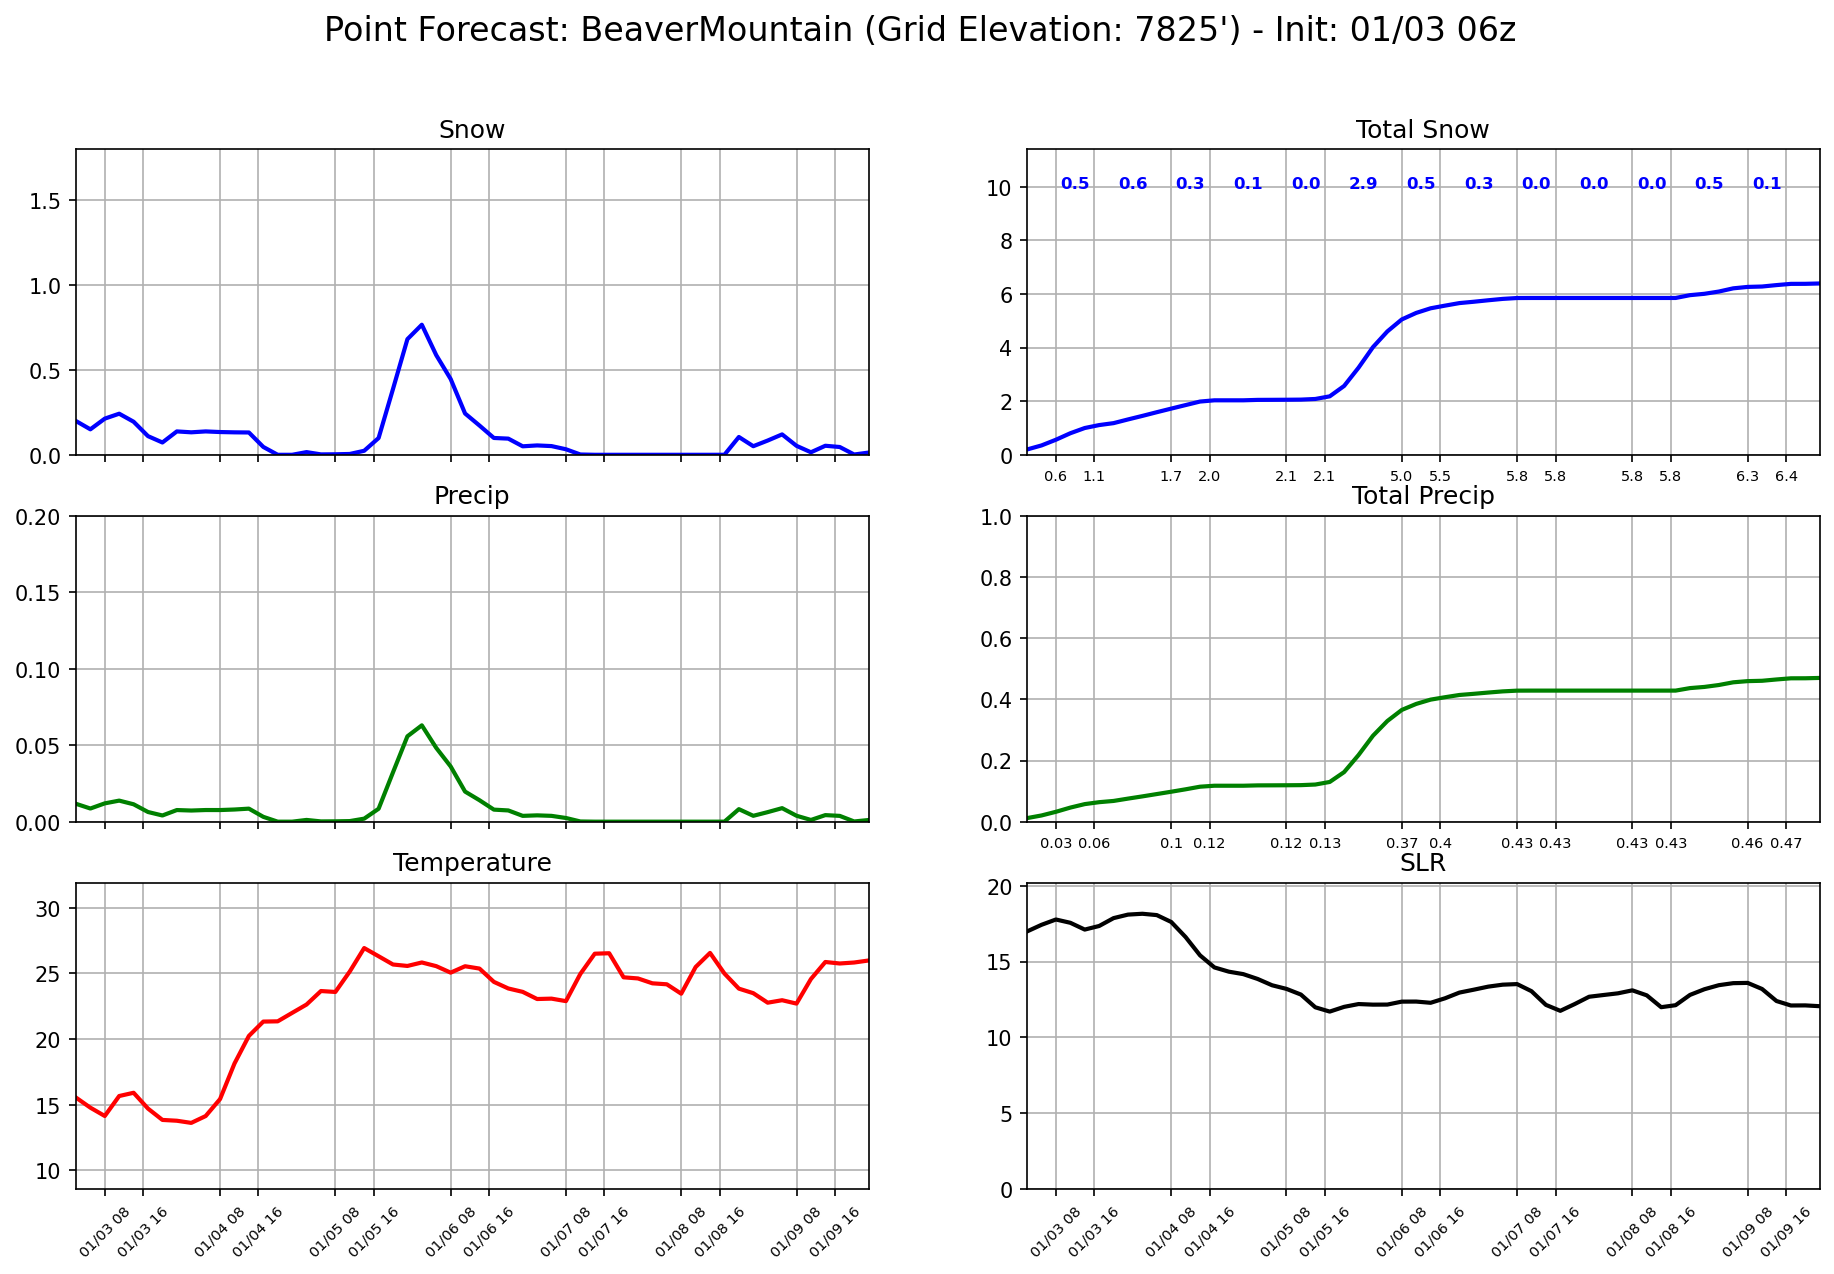 Point Forecast: BeaverMountain (Grid Elevation: 7825') - Init: 01/03 06z
Snow
1.5
1.0
0.5
0.0
Total Snow
10
8
6
4
2
0
0.5 0.6 0.3 0.1 0.0 2.9 0.5 0.3 0.0 0.0 0.0 0.5 0.1
0.6 1.1 1.7 2.0 2.1 2.1 5.0 5.5 5.8 5.8 5.8 5.8 6.3 6.4
Precip
0.20
0.15
0.10
0.05
0.00
Total Precip
1.0
0.8
0.6
0.4
0.2
0.0
0.03 0.06 0.1 0.12 0.12 0.13 0.37 0.4 0.43 0.43 0.43 0.43 0.46 0.47
Temperature
30
25
20
15
10
01/03 08 01/03 16 01/04 08 01/04 16 01/05 08 01/05 16 01/06 08 01/06 16 01/07 08 01/07 16 01/08 08 01/08 16 01/09 08 01/09 16
SLR
20
15
10
5
0
01/03 08 01/03 16 01/04 08 01/04 16 01/05 08 01/05 16 01/06 08 01/06 16 01/07 08 01/07 16 01/08 08 01/08 16 01/09 08 01/09 16